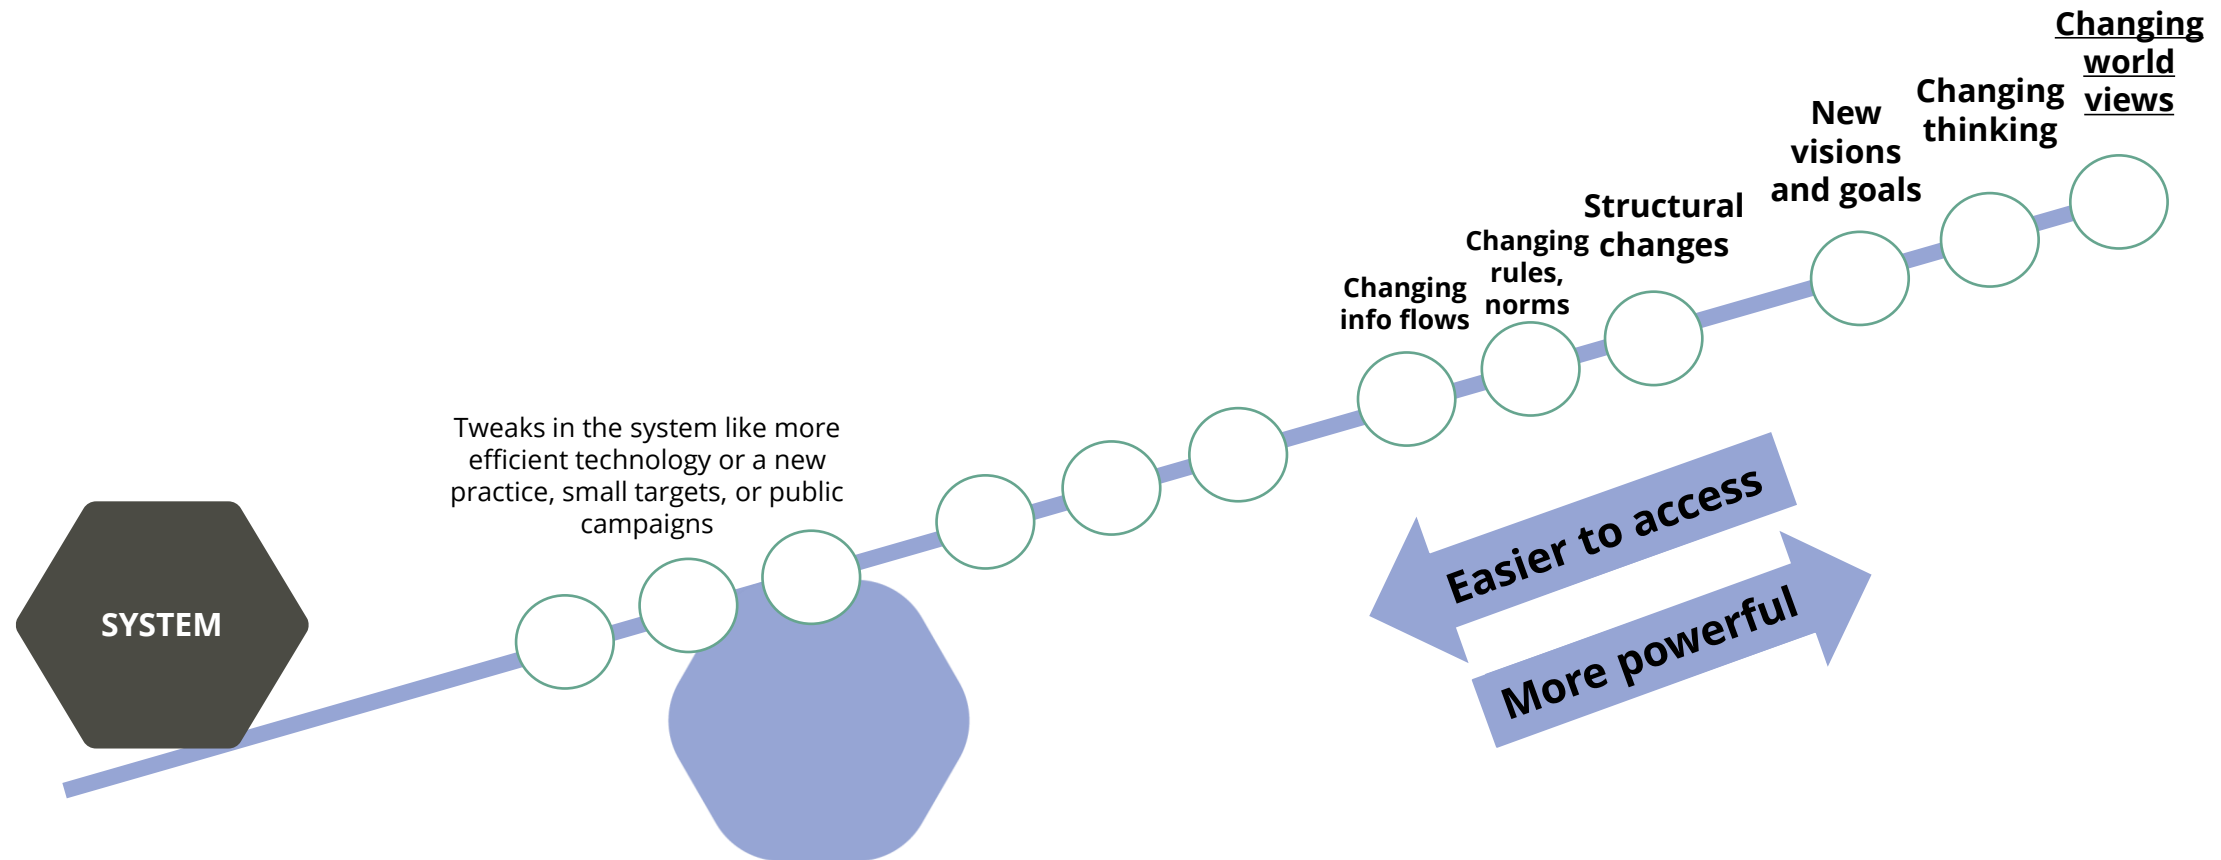 SYSTEM
Tweaks in the system like more
efficient technology or a new
practice, small targets, or public
campaigns
Changing
info flows
Changing
rules,
norms
Structural
changes
New
visions
and goals
Changing
thinking
Changing
world
views
Easier to access
More powerful